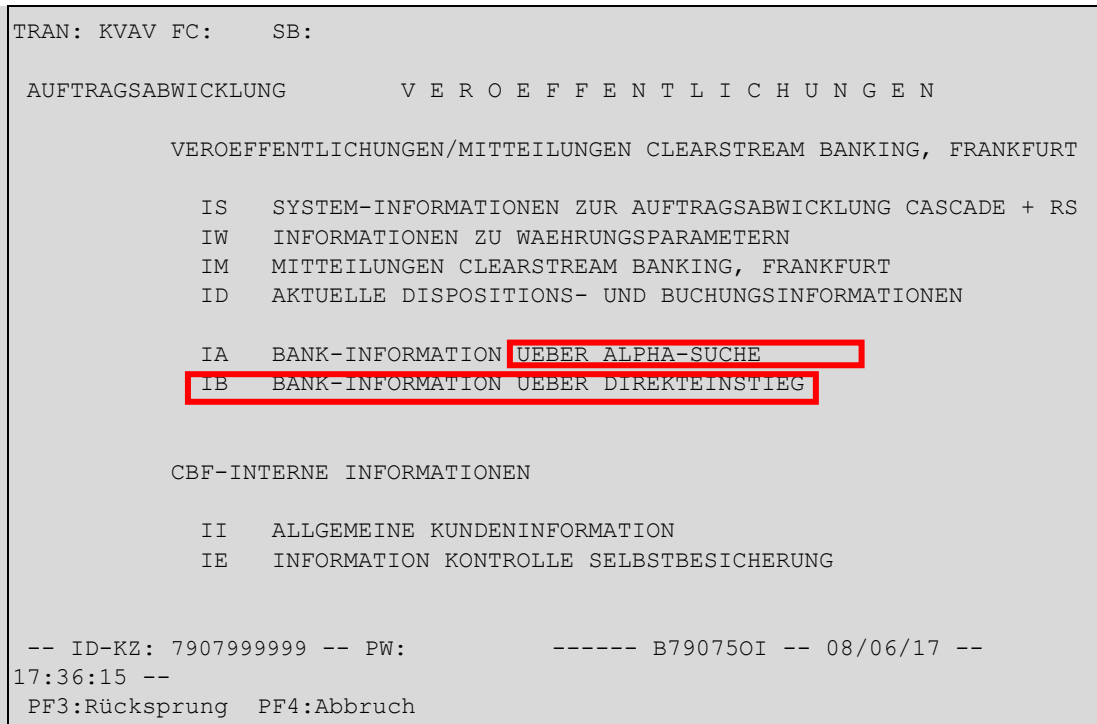 TRAN: KVAV FC: SB:
AUFTRAGSABWICKLUNG V E R O E F F E N T L I C H U N G E N
VEROEFFENTLICHUNGEN/MITTEILUNGEN CLEARSTREAM BANKING, FRANKFURT
IS SYSTEM-INFORMATIONEN ZUR AUFTRAGSABWICKLUNG CASCADE + RS
IW INFORMATIONEN ZU WAEHRUNGSPARAMETERN
IM MITTEILUNGEN CLEARSTREAM BANKING, FRANKFURT
ID AKTUELLE DISPOSITIONS- UND BUCHUNGSINFORMATIONEN
IA BANK-INFORMATION UEBER ALPHA-SUCHE
IB BANK-INFORMATION UEBER DIREKTEINSTIEG
CBF-INTERNE INFORMATIONEN
II ALLGEMEINE KUNDENINFORMATION
IE INFORMATION KONTROLLE SELBSTBESICHERUNG
-- ID-KZ: 7907999999 -- PW: ------ B79075OI -- 08/06/17 --
17:36:15 --
PF3:Rücksprung PF4:Abbruch